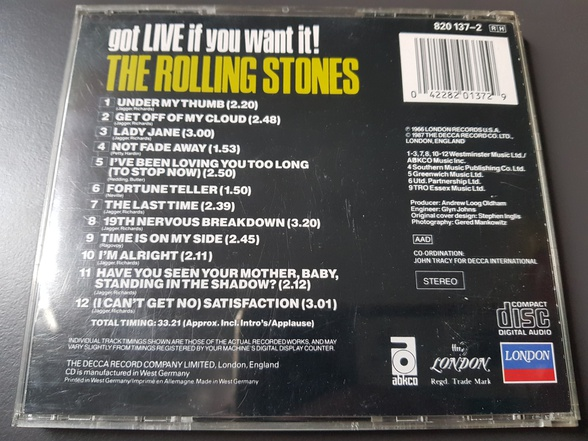 got LIVE if you want it!
THE ROLLING STONES
820 137-2 RH
0 42282 01372 9
1 UNDER MY THUMB (2.20)
(Jagger/Richards)
2 GET OFF OF MY CLOUD (2.48)
(Jagger/Richards)
3 LADY JANE (3.00)
(Jagger/Richards)
4 NOT FADE AWAY (1.53)
(Petty/Hardin)
5 I'VE BEEN LOVING YOU TOO LONG
(TO STOP NOW) (2.50)
(Redding/Butler)
6 FORTUNE TELLER (1.50)
(Neville)
7 THE LAST TIME (2.39)
(Jagger/Richards)
8 19TH NERVOUS BREAKDOWN (3.20)
(Jagger/Richards)
9 TIME IS ON MY SIDE (2.45)
(Ragovoy)
10 I'M ALRIGHT (2.11)
(Jagger/Richards)
11 HAVE YOU SEEN YOUR MOTHER, BABY,
STANDING IN THE SHADOW? (2.12)
(Jagger/Richards)
12 (I CAN'T GET NO) SATISFACTION (3.01)
(Jagger/Richards)
TOTAL TIMING: 33.21 (Approx. Incl. Intro's/Applause)
INDIVIDUAL TRACK TIMINGS SHOWN ARE THOSE OF THE ACTUAL RECORDED WORKS, AND MAY
VARY SLIGHTLY FROM TIMINGS REGISTERED BY YOUR MACHINE'S DIGITAL DISPLAY COUNTER.
THE DECCA RECORD COMPANY LIMITED, London, England
CD is manufactured in West Germany
Printed in West Germany/Imprimé en Allemagne. Made in West Germany
℗ 1966 LONDON RECORDS U.S.A.
© 1987 THE DECCA RECORD CO. LTD.,
LONDON, ENGLAND
1-3,7,8,10-12 Westminster Music Ltd./
ABKCO Music Inc.
4 Southern Music Publishing Co. Ltd.
5 Greenwich Music Ltd.
6 Utd. Partnership Ltd.
9 TRO Essex Music Ltd.
Producer: Andrew Loog Oldham
Engineer: Glyn Johns
Original cover design: Stephen Inglis
Photography: Gered Mankowitz
AAD
CO-ORDINATION:
JOHN TRACY FOR DECCA INTERNATIONAL
STEREO
COMPACT
disc
DIGITAL AUDIO
abkco
LONDON
Regd. Trade Mark
LONDON